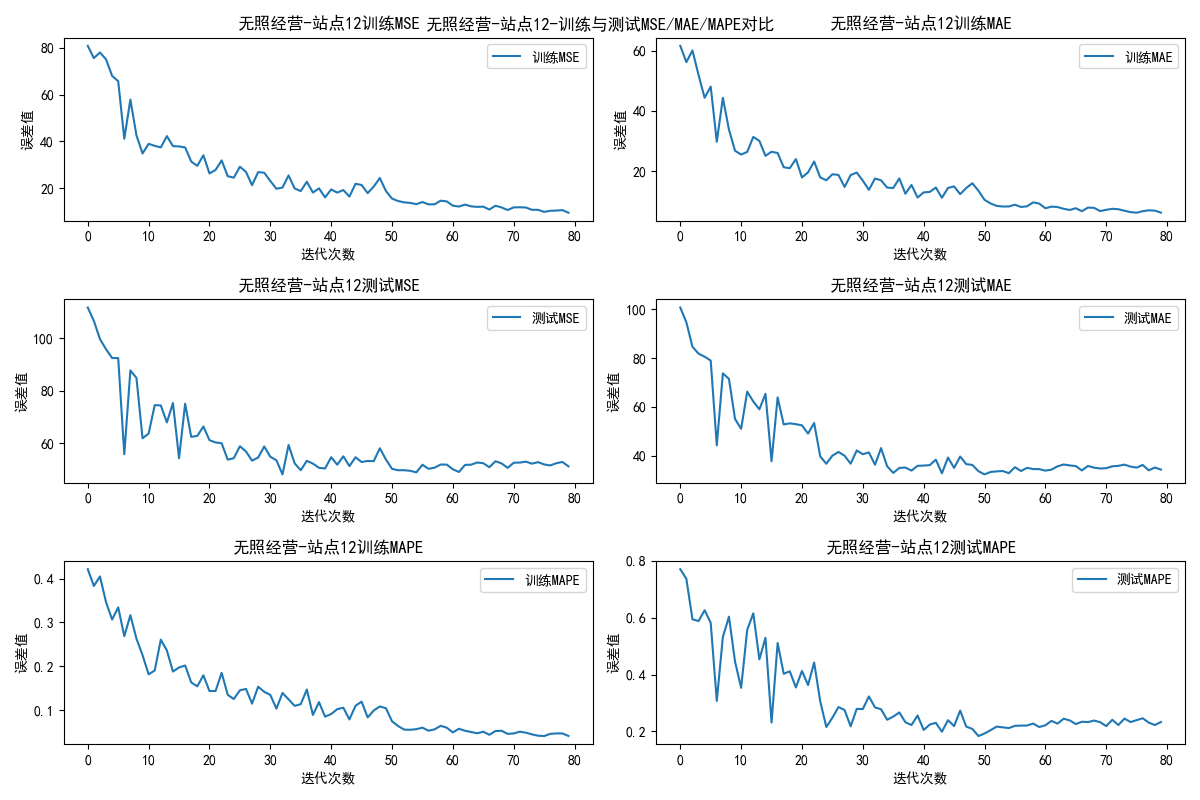 无照经营-站点12-训练与测试MSE/MAE/MAPE对比
无照经营-站点12训练MSE
训练MSE
误差值
80
60
40
20
0 10 20 30 40 50 60 70 80
迭代次数
无照经营-站点12训练MAE
训练MAE
误差值
60
40
20
0 10 20 30 40 50 60 70 80
迭代次数
无照经营-站点12测试MSE
测试MSE
误差值
100
80
60
0 10 20 30 40 50 60 70 80
迭代次数
无照经营-站点12测试MAE
测试MAE
误差值
100
80
60
40
0 10 20 30 40 50 60 70 80
迭代次数
无照经营-站点12训练MAPE
训练MAPE
误差值
0.4
0.3
0.2
0.1
0 10 20 30 40 50 60 70 80
迭代次数
无照经营-站点12测试MAPE
测试MAPE
误差值
0.8
0.6
0.4
0.2
0 10 20 30 40 50 60 70 80
迭代次数